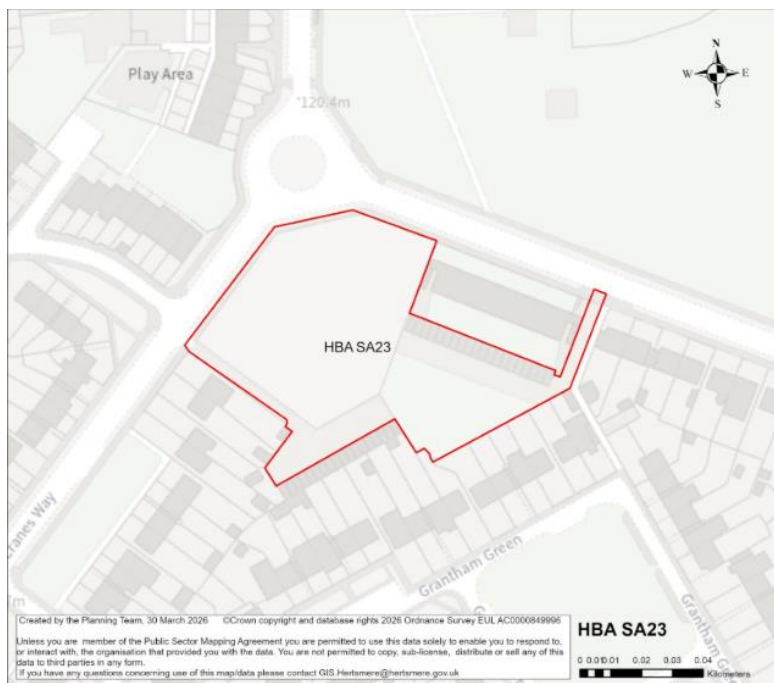 Play Area
120.4m
N
W E
S
HBA SA23
Cranes Way
Grantham Green
Grantham Green
Created by the Planning Team, 30 March 2026 ©Crown copyright and database rights 2026 Ordnance Survey EUL AC0000849996
Unless you are member of the Public Sector Mapping Agreement you are permitted to use this data solely to enable you to respond to,
or interact with, the organisation that provided you with the data. You are not permitted to copy, sub-license, distribute or sell any of this
data to third parties in any form.
If you have any questions concerning use of this map/data please contact GIS.Hertsmere@hertsmere.gov.uk
HBA SA23
0 0.01 0.02 0.03 0.04
Kilometers